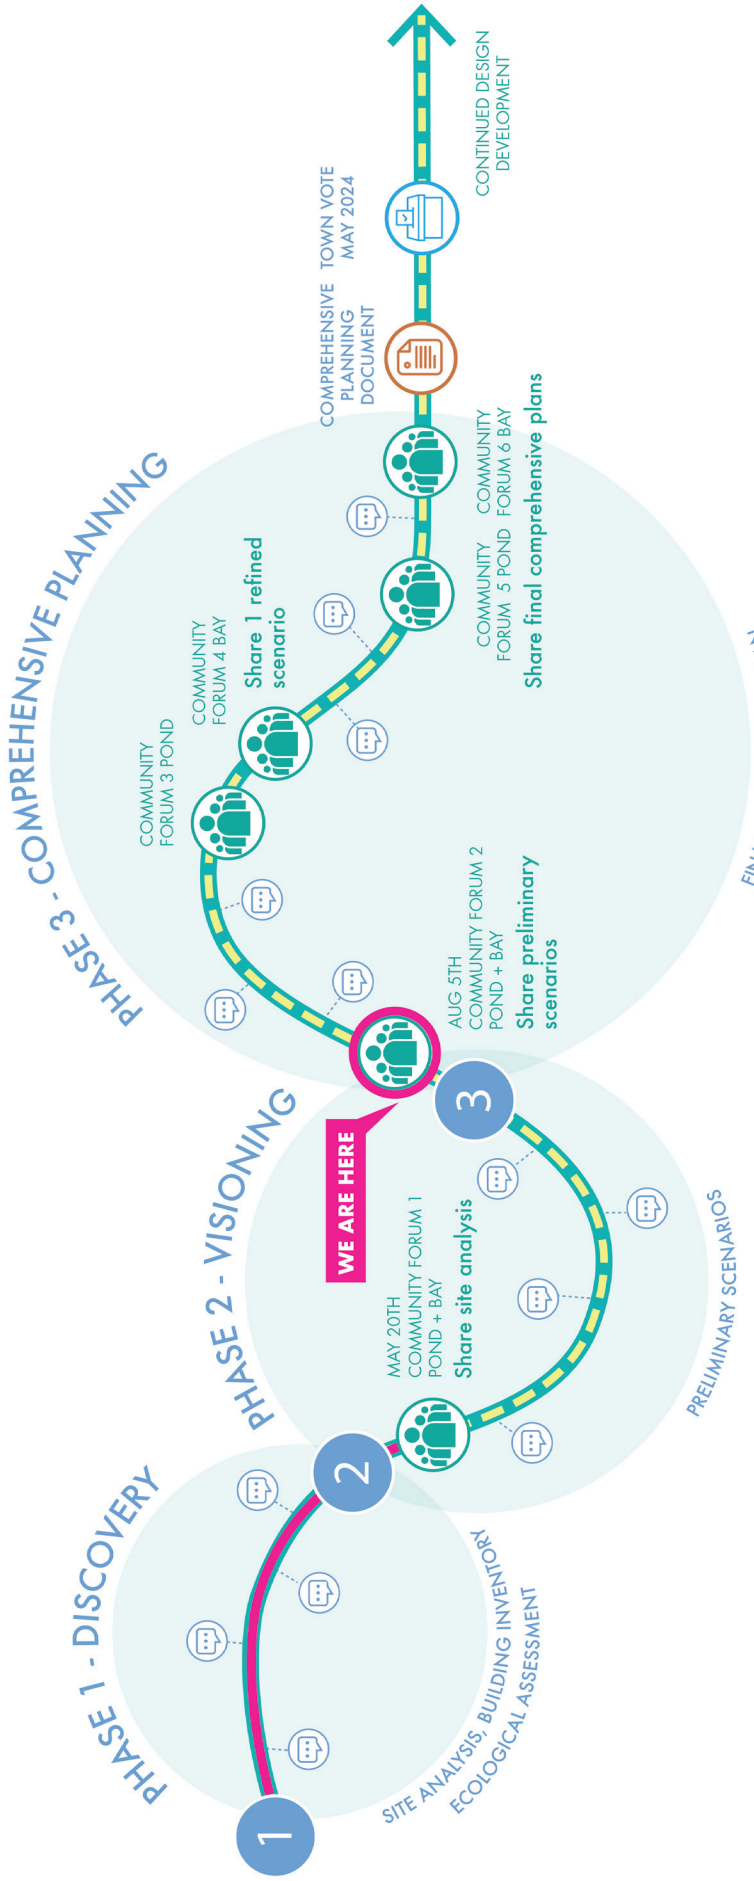 PHASE 1 - DISCOVERY
1
SITE ANALYSIS, BUILDING INVENTORY
ECOLOGICAL ASSESSMENT
PHASE 2 - VISIONING
2
MAY 20TH
COMMUNITY FORUM 1
POND + BAY
Share site analysis
PRELIMINARY SCENARIOS
WE ARE HERE
PHASE 3 - COMPREHENSIVE PLANNING
3
AUG 5TH
COMMUNITY FORUM 2
POND + BAY
Share preliminary
scenarios
COMMUNITY
FORUM 3 POND
COMMUNITY
FORUM 4 BAY
Share 1 refined
scenario
COMMUNITY
FORUM 5 POND
COMMUNITY
FORUM 6 BAY
Share final comprehensive plans
COMPREHENSIVE
PLANNING
DOCUMENT
TOWN VOTE
MAY 2024
CONTINUED DESIGN
DEVELOPMENT